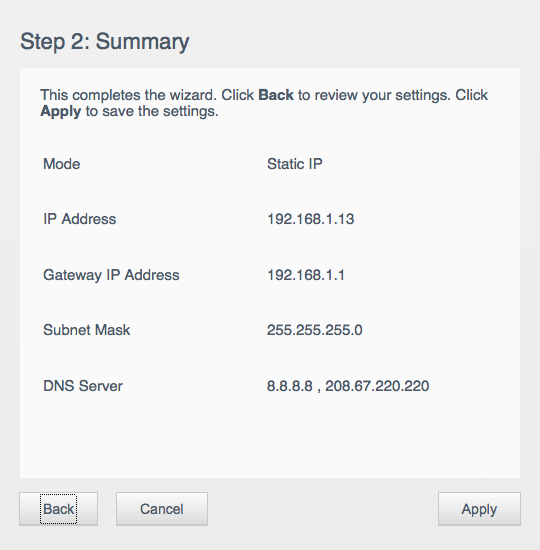 Step 2: Summary
This completes the wizard. Click Back to review your settings. Click
Apply to save the settings.
Mode Static IP
IP Address 192.168.1.13
Gateway IP Address 192.168.1.1
Subnet Mask 255.255.255.0
DNS Server 8.8.8.8 , 208.67.220.220
Back Cancel Apply